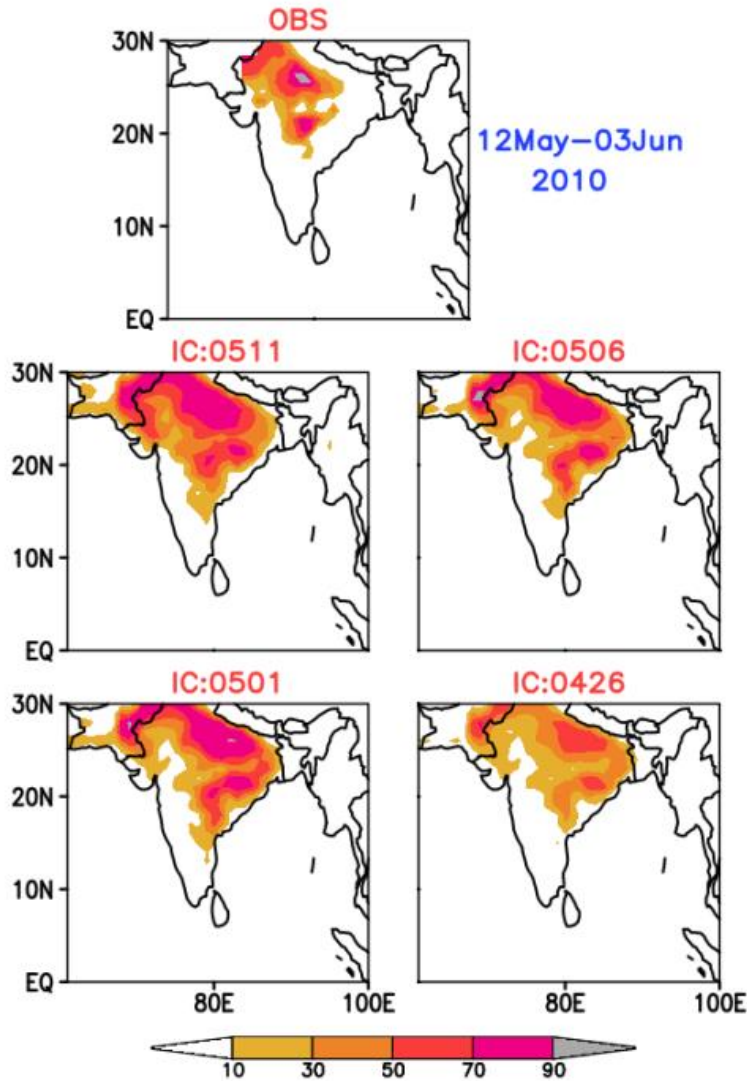 OBS
30N
20N
10N
EQ
12May-03Jun
2010
IC:0511
IC:0506
30N
20N
10N
EQ
IC:0501
IC:0426
30N
20N
10N
EQ
80E
100E
80E
100E
10
30
50
70
90